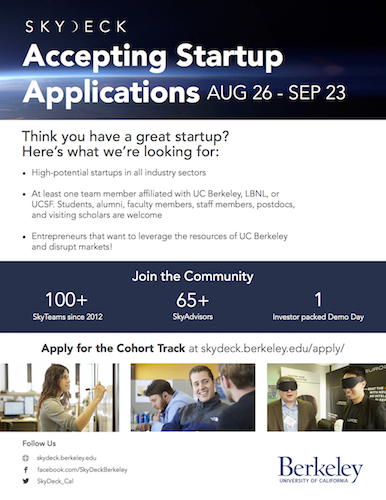 SKYDECK
Accepting Startup
Applications AUG 26 - SEP 23
Think you have a great startup?
Here's what we're looking for:
• High-potential startups in all industry sectors
• At least one team member affiliated with UC Berkeley, LBNL, or
UCSF. Students, alumni, faculty members, staff members, postdocs,
and visiting scholars are welcome
• Entrepreneurs that want to leverage the resources of UC Berkeley
and disrupt markets!
Join the Community
100+
SkyTeams since 2012
65+
SkyAdvisors
1
Investor packed Demo Day
Apply for the Cohort Track at skydeck.berkeley.edu/apply/
Follow Us
skydeck.berkeley.edu
facebook.com/SkyDeckBerkeley
SkyDeck_Cal
Berkeley
UNIVERSITY OF CALIFORNIA